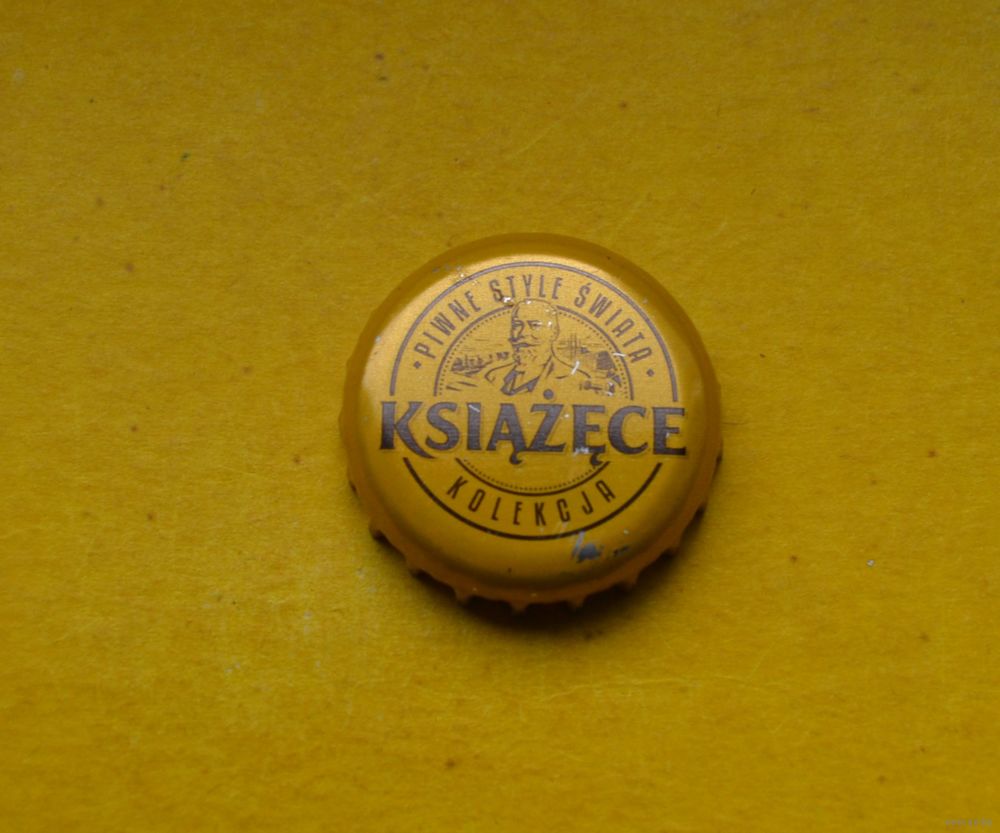 · PIWNE STYLE ŚWIATA ·
KSIĄŻĘCE
KOLEKCJA